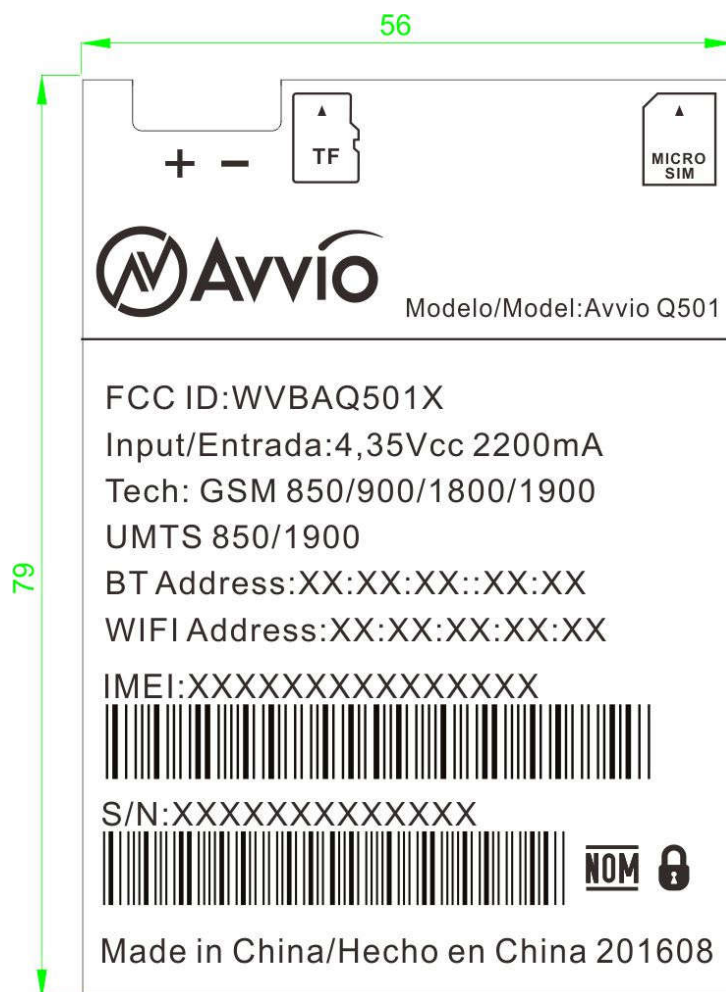 56
79
+ -
TF
MICRO
SIM
Avvio
Modelo/Model:Avvio Q501
FCC ID:WVBAQ501X
Input/Entrada:4,35Vcc 2200mA
Tech: GSM 850/900/1800/1900
UMTS 850/1900
BT Address:XX:XX:XX::XX:XX
WIFI Address:XX:XX:XX:XX:XX
IMEI:XXXXXXXXXXXXXXX
S/N:XXXXXXXXXXXXX
NOM
Made in China/Hecho en China 201608